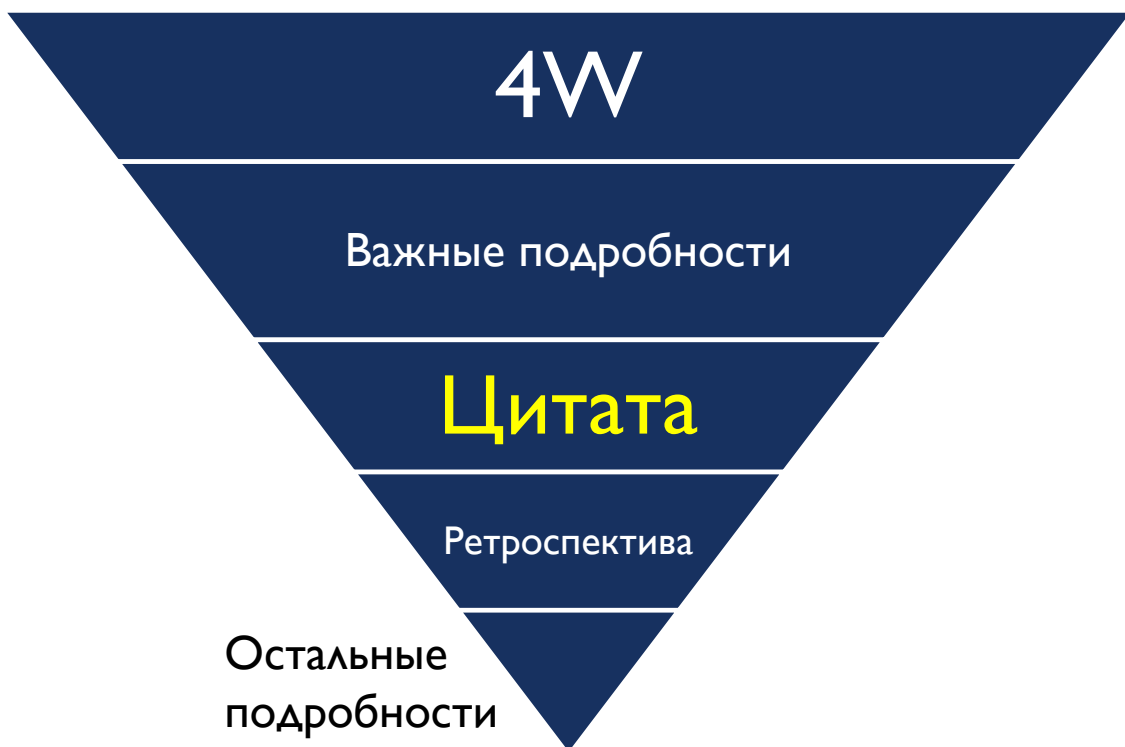 4W
Важные подробности
Цитата
Ретроспектива
Остальные
подробности